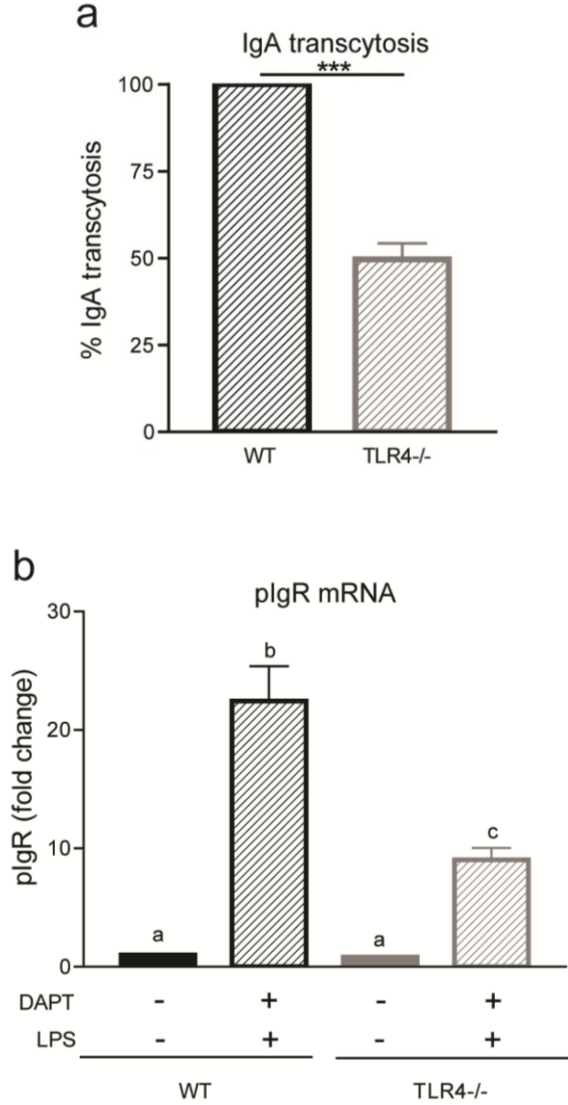 a
IgA transcytosis
***
100
75
50
25
0
% IgA transcytosis
WT TLR4-/-
b
pIgR mRNA
30
20
10
0
pIgR (fold change)
a b a c
DAPT - + - +
LPS - + - +
WT TLR4-/-